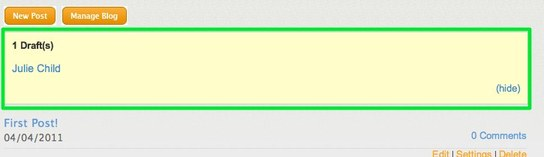 New Post Manage Blog
1 Draft(s)
Julie Child
(hide)
First Post!
04/04/2011
0 Comments
Edit | Settings | Delete